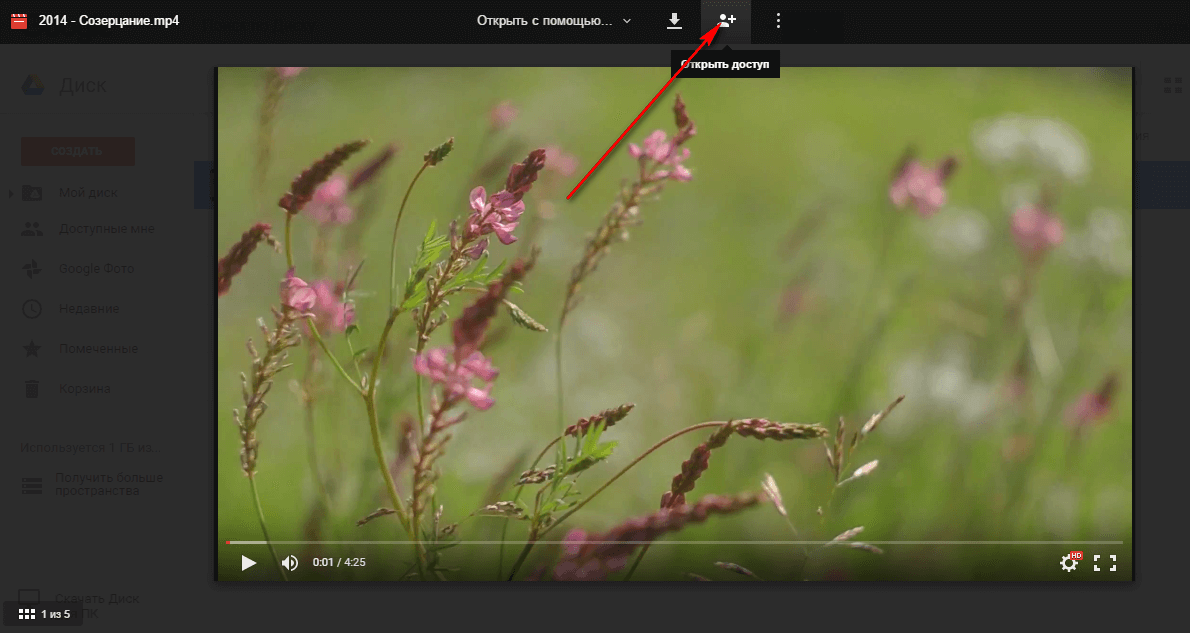 2014 - Созерцание.mp4
Открыть с помощью...
Открыть доступ
Диск
СОЗДАТЬ
Мой диск
Доступные мне
Google Фото
Недавние
Помеченные
Корзина
Используется 1 ГБ из...
Получить больше
пространства
0:01 / 4:25
HD
Скачать Диск
ПК
1 из 5